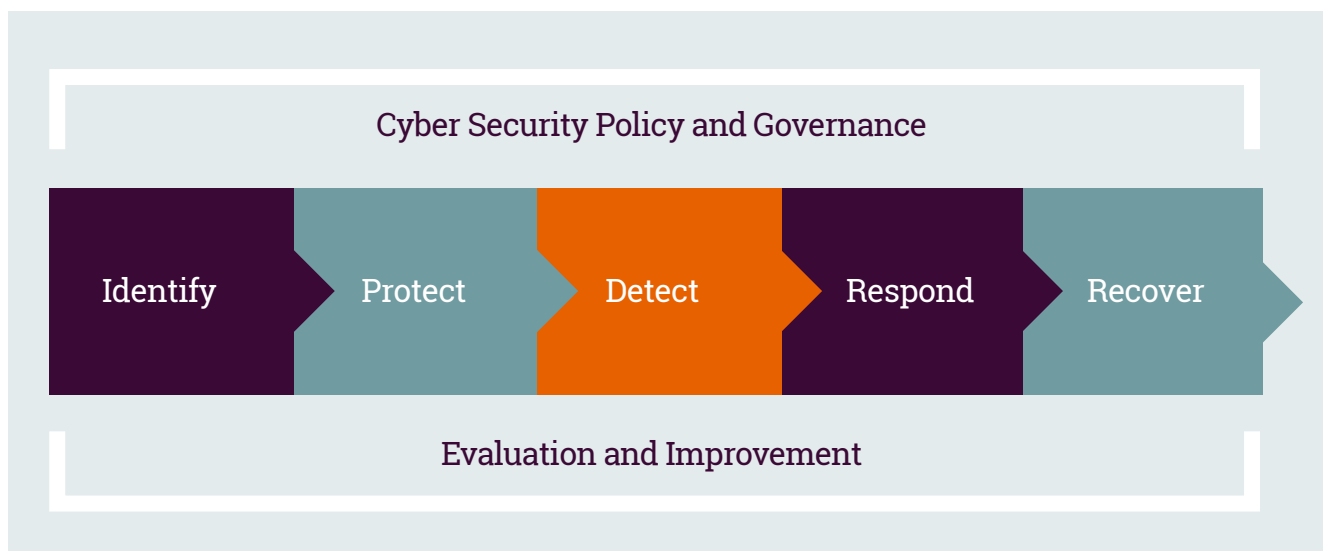 Cyber Security Policy and Governance
Identify
Protect
Detect
Respond
Recover
Evaluation and Improvement